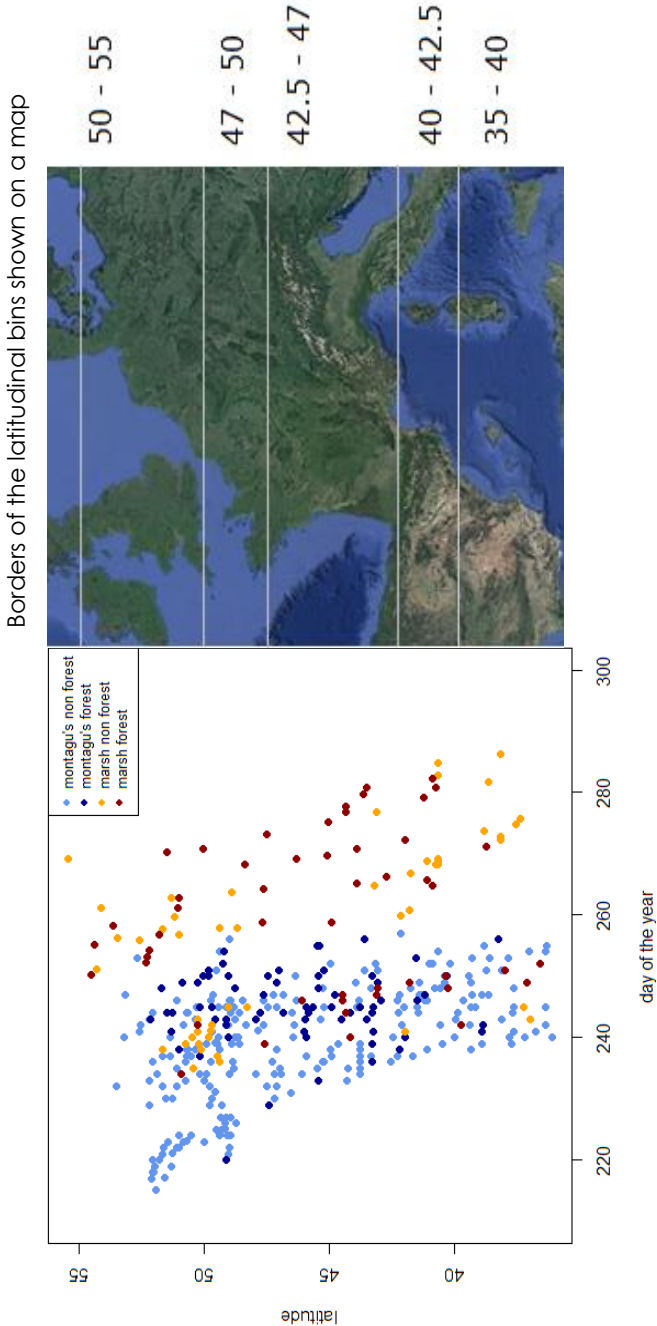 Borders of the latitudinal bins shown on a map
50 - 55
47 - 50
42.5 - 47
40 - 42.5
35 - 40
montagu's non forest
montagu's forest
marsh non forest
marsh forest
55
50
45
40
latitude
220
240
260
280
300
day of the year